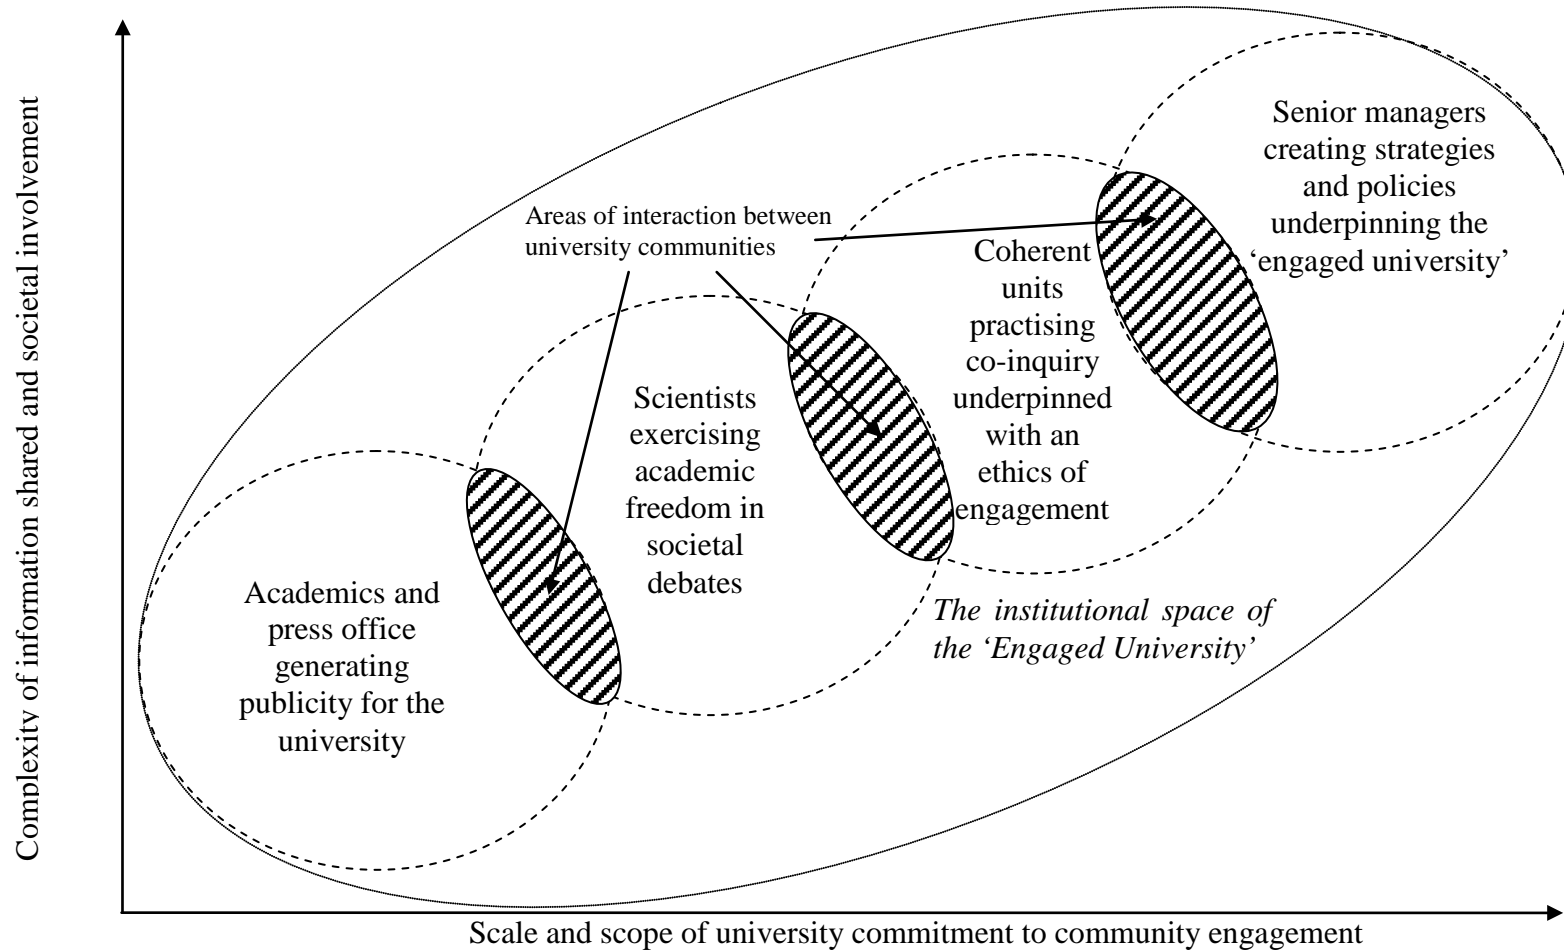 Complexity of information shared and societal involvement
Senior managers
creating strategies
and policies
underpinning the
‘engaged university’
Areas of interaction between
university communities
Coherent
units
practising
co-inquiry
underpinned
with an
ethics of
engagement
Scientists
exercising
academic
freedom in
societal
debates
Academics and
press office
generating
publicity for the
university
The institutional space of
the ‘Engaged University’
Scale and scope of university commitment to community engagement